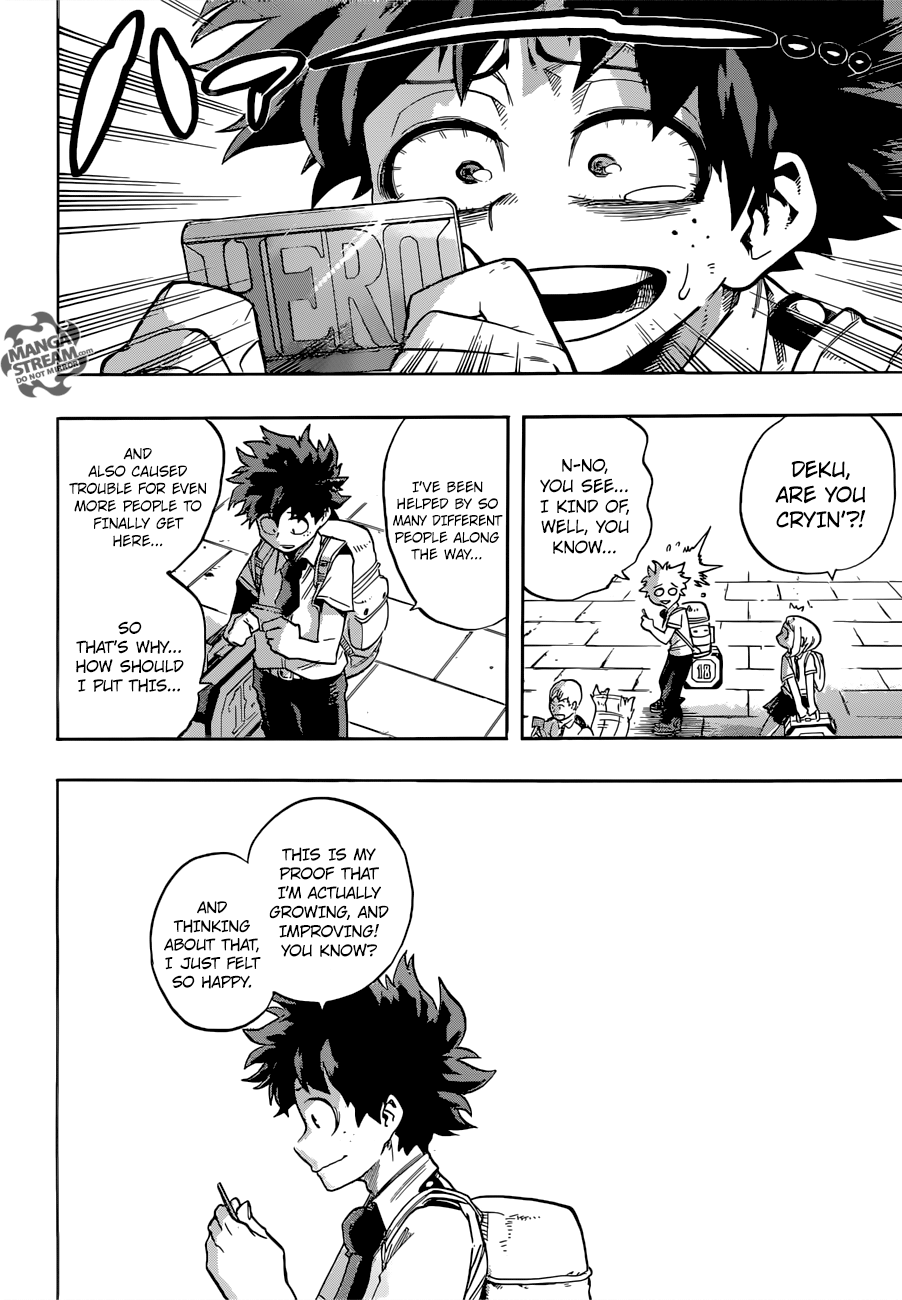 パァァ
HERO
MANGA
STREAM.com
DO NOT MIRROR
DEKU,
ARE YOU
CRYIN'?!
N-NO,
YOU SEE...
I KIND OF,
WELL, YOU
KNOW...
18
I'VE BEEN
HELPED BY SO
MANY DIFFERENT
PEOPLE ALONG
THE WAY...
AND
ALSO CAUSED
TROUBLE FOR EVEN
MORE PEOPLE TO
FINALLY GET
HERE...
SO
THAT'S WHY...
HOW SHOULD
I PUT THIS...
THIS IS MY
PROOF THAT
I'M ACTUALLY
GROWING, AND
IMPROVING!
YOU KNOW?
AND
THINKING
ABOUT THAT,
I JUST FELT
SO HAPPY.